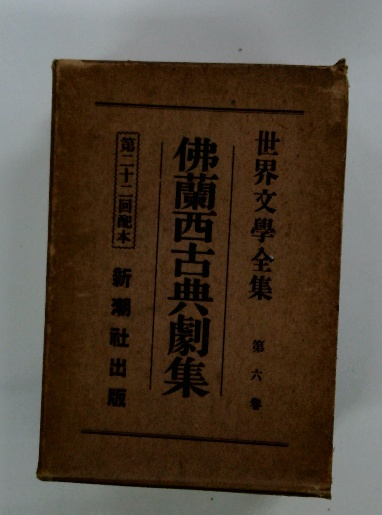 世界文學全集 第六卷
佛蘭西古典劇集
第二十二回配本
新潮社出版